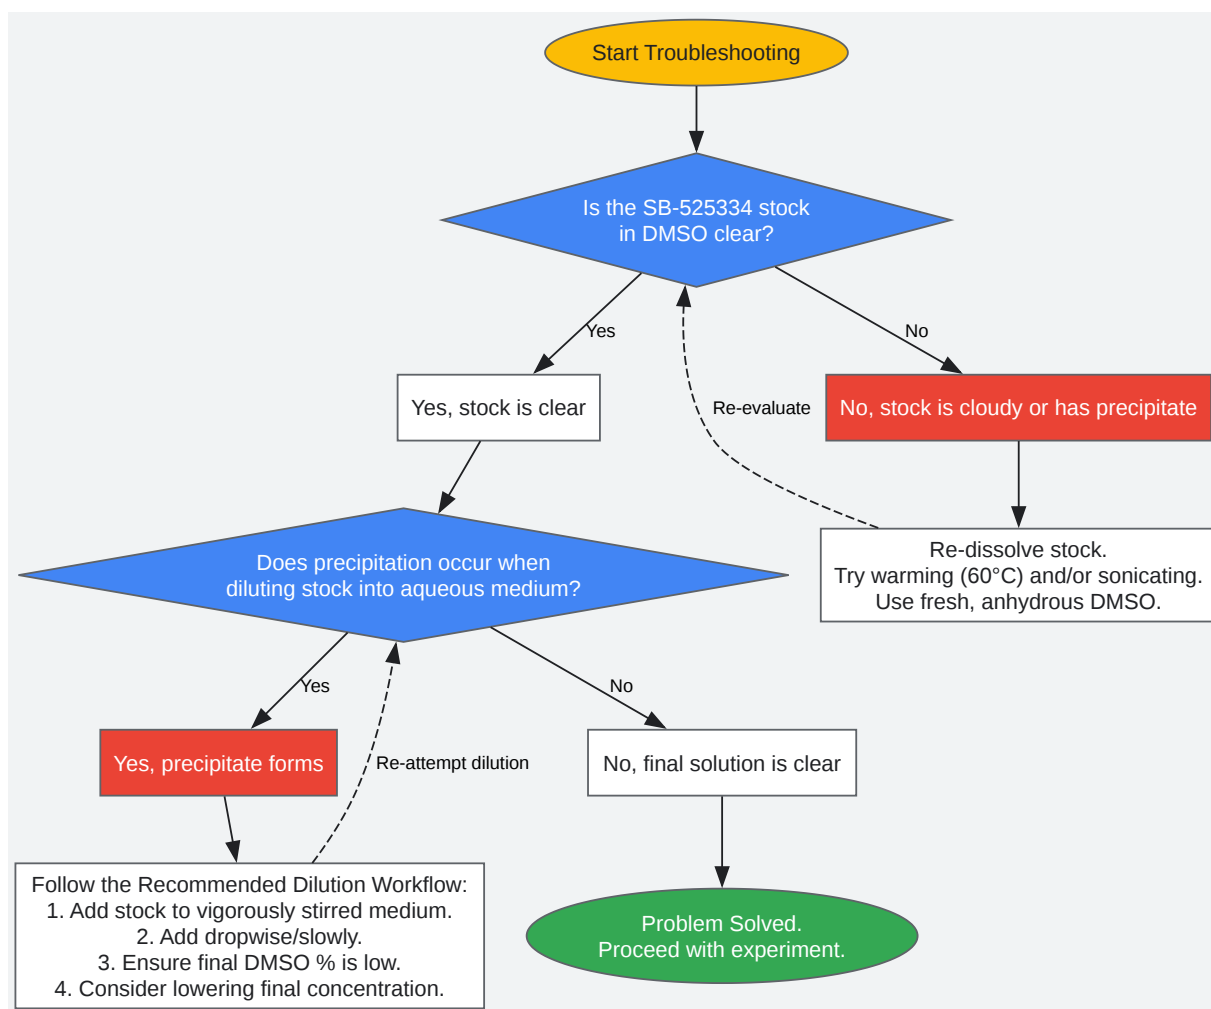 Start Troubleshooting
Is the SB-525334 stock
in DMSO clear?
Yes
No
Yes, stock is clear
Re-evaluate
No, stock is cloudy or has precipitate
Does precipitation occur when
diluting stock into aqueous medium?
Re-dissolve stock.
Try warming (60°C) and/or sonicating.
Use fresh, anhydrous DMSO.
Yes
No
Yes, precipitate forms
Re-attempt dilution
No, final solution is clear
Follow the Recommended Dilution Workflow:
1. Add stock to vigorously stirred medium.
2. Add dropwise/slowly.
3. Ensure final DMSO % is low.
4. Consider lowering final concentration.
Problem Solved.
Proceed with experiment.